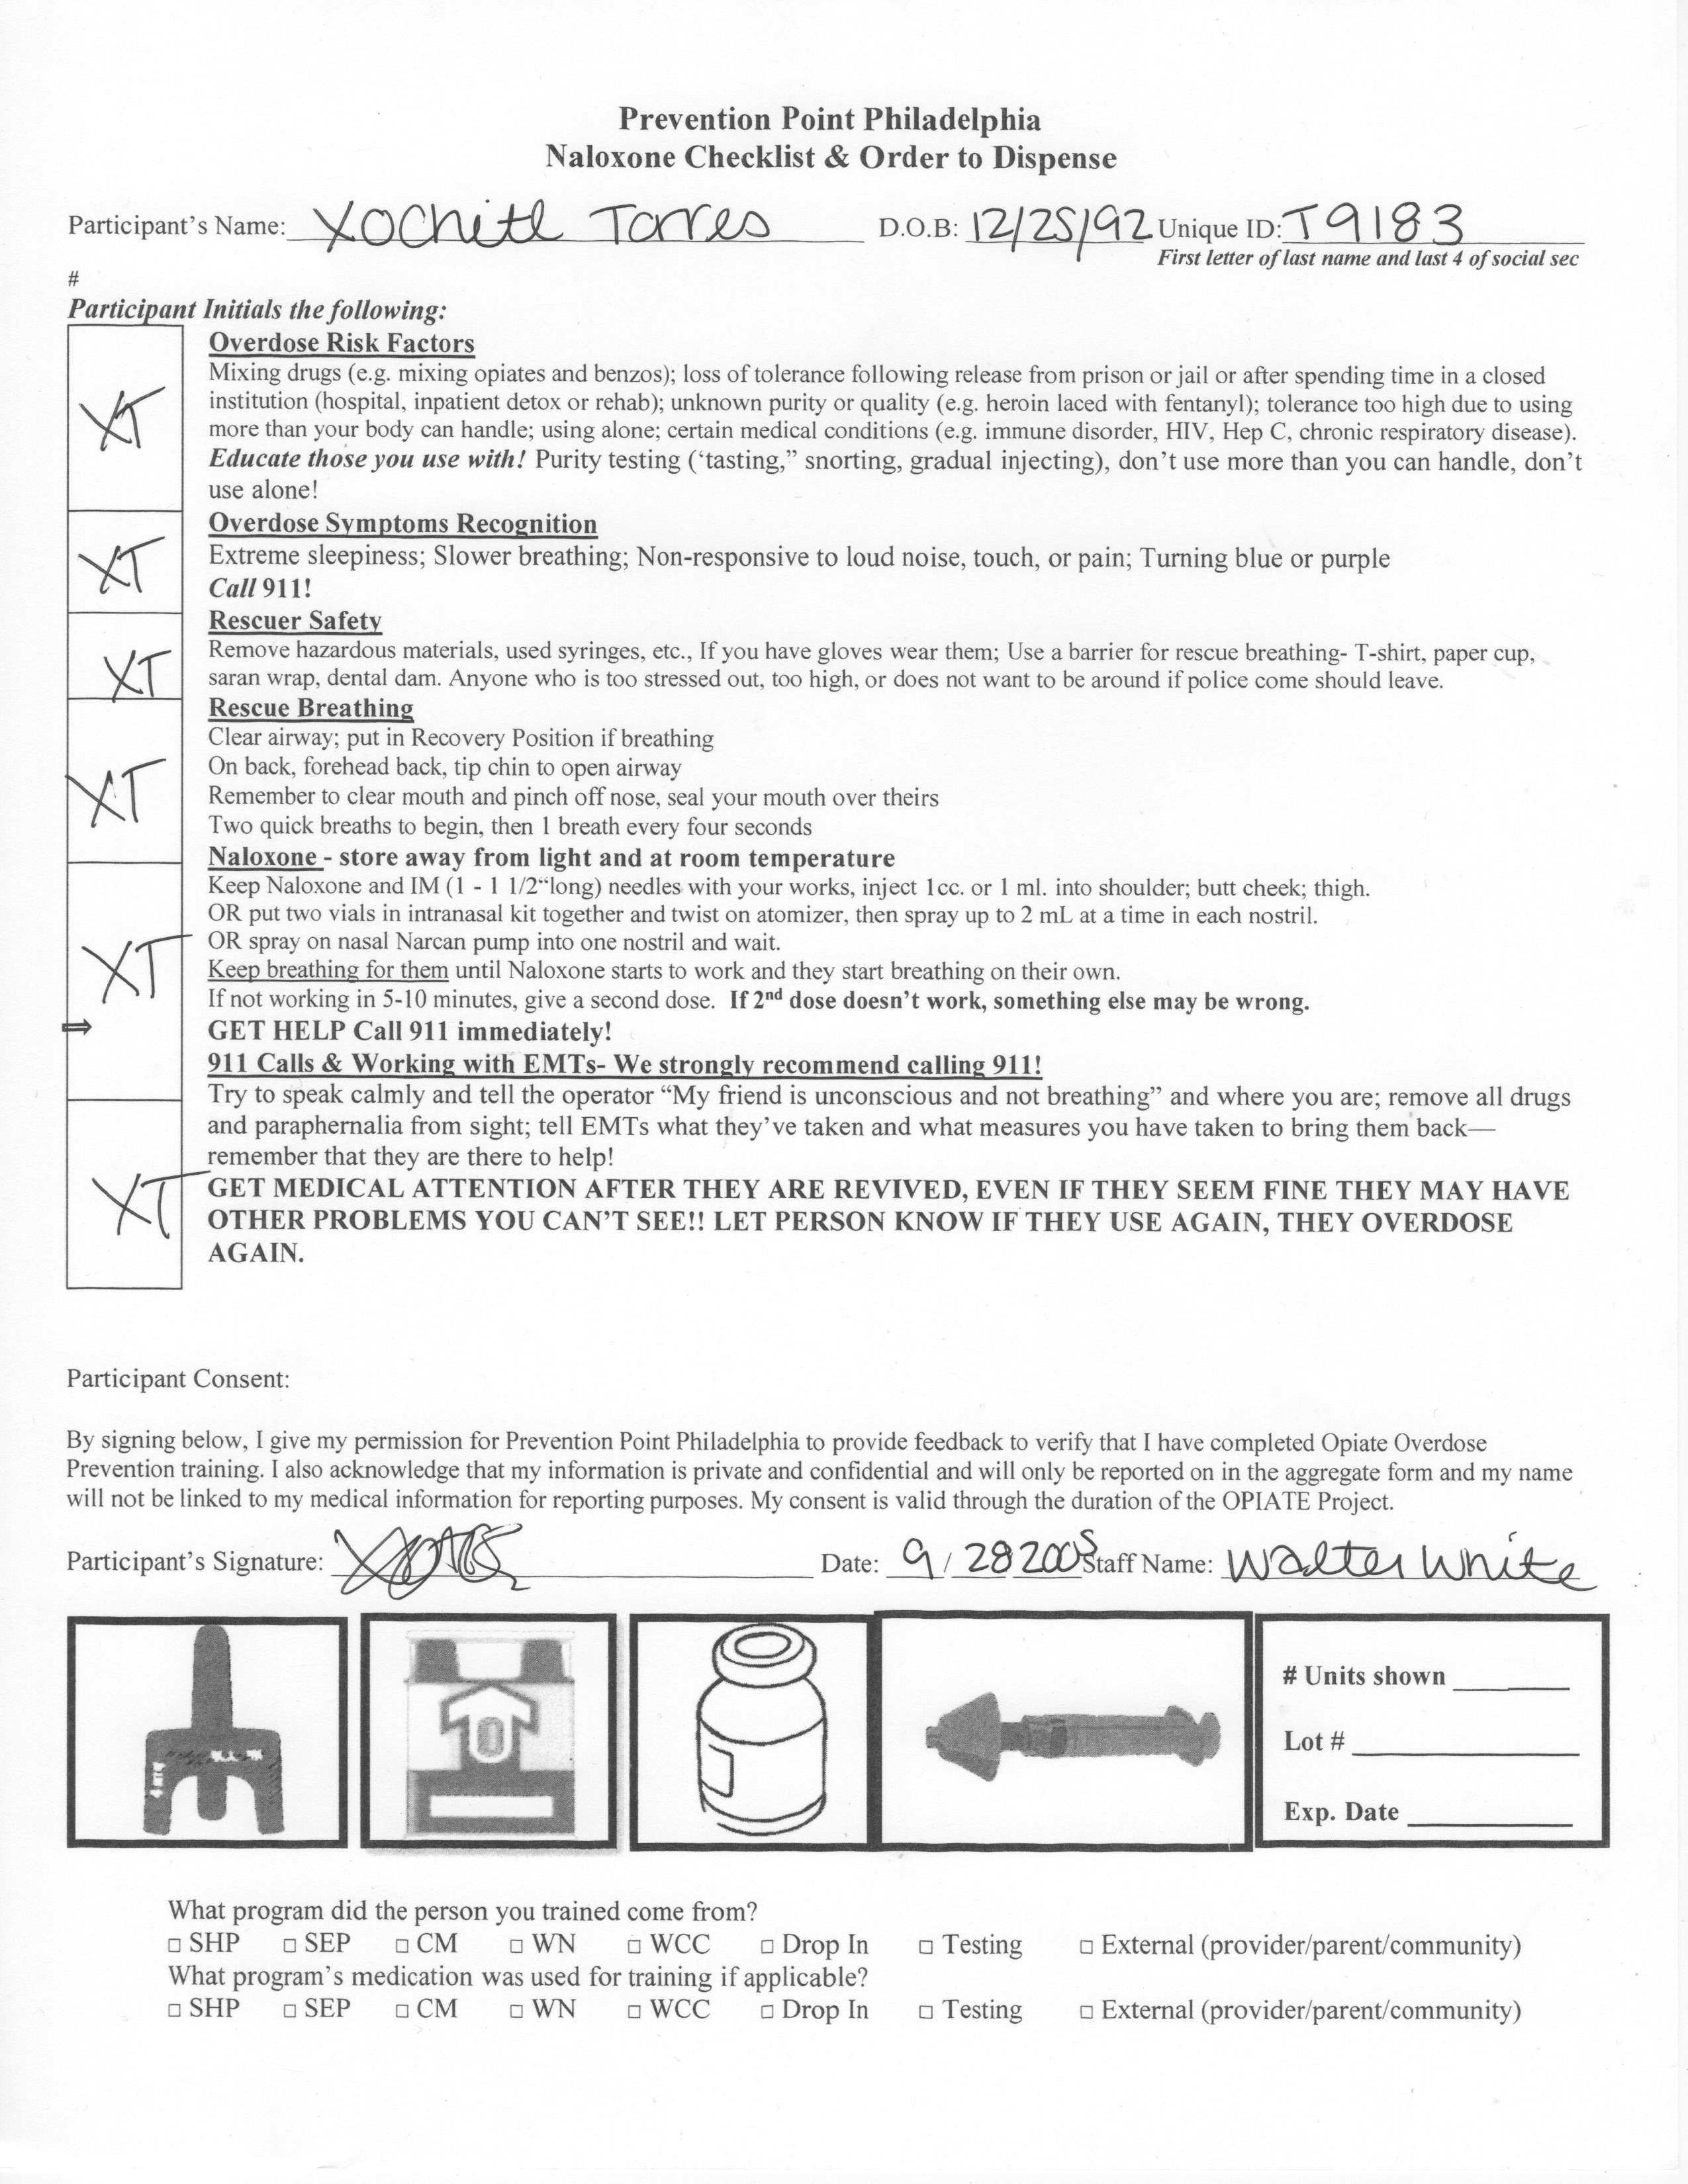 Prevention Point Philadelphia
Naloxone Checklist & Order to Dispense
Participant's Name: Xochitl Torres D.O.B: 12/25/92 Unique ID: T9183
First letter of last name and last 4 of social sec
#
Participant Initials the following:
Overdose Risk Factors
Mixing drugs (e.g. mixing opiates and benzos); loss of tolerance following release from prison or jail or after spending time in a closed
XT institution (hospital, inpatient detox or rehab); unknown purity or quality (e.g. heroin laced with fentanyl); tolerance too high due to using
more than your body can handle; using alone; certain medical conditions (e.g. immune disorder, HIV, Hep C, chronic respiratory disease).
Educate those you use with! Purity testing ('tasting,” snorting, gradual injecting), don't use more than you can handle, don't
use alone!
Overdose Symptoms Recognition
XT Extreme sleepiness; Slower breathing; Non-responsive to loud noise, touch, or pain; Turning blue or purple
Call 911!
Rescuer Safety
Remove hazardous materials, used syringes, etc., If you have gloves wear them; Use a barrier for rescue breathing- T-shirt, paper cup,
XT saran wrap, dental dam. Anyone who is too stressed out, too high, or does not want to be around if police come should leave.
Rescue Breathing
Clear airway; put in Recovery Position if breathing
On back, forehead back, tip chin to open airway
XT Remember to clear mouth and pinch off nose, seal your mouth over theirs
Two quick breaths to begin, then 1 breath every four seconds
Naloxone - store away from light and at room temperature
Keep Naloxone and IM (1 - 1 1/2“long) needles with your works, inject 1cc. or 1 ml. into shoulder; butt cheek; thigh.
OR put two vials in intranasal kit together and twist on atomizer, then spray up to 2 mL at a time in each nostril.
OR spray on nasal Narcan pump into one nostril and wait.
XT Keep breathing for them until Naloxone starts to work and they start breathing on their own.
If not working in 5-10 minutes, give a second dose. If 2nd dose doesn't work, something else may be wrong.
⇒ GET HELP Call 911 immediately!
911 Calls & Working with EMTs- We strongly recommend calling 911!
Try to speak calmly and tell the operator “My friend is unconscious and not breathing” and where you are; remove all drugs
and paraphernalia from sight; tell EMTs what they've taken and what measures you have taken to bring them back—
remember that they are there to help!
XT GET MEDICAL ATTENTION AFTER THEY ARE REVIVED, EVEN IF THEY SEEM FINE THEY MAY HAVE
OTHER PROBLEMS YOU CAN'T SEE!! LET PERSON KNOW IF THEY USE AGAIN, THEY OVERDOSE
AGAIN.
Participant Consent:
By signing below, I give my permission for Prevention Point Philadelphia to provide feedback to verify that I have completed Opiate Overdose
Prevention training. I also acknowledge that my information is private and confidential and will only be reported on in the aggregate form and my name
will not be linked to my medical information for reporting purposes. My consent is valid through the duration of the OPIATE Project.
Participant's Signature: Date: 9/28 2005 Staff Name: Walter White
# Units shown
Lot #
Exp. Date
What program did the person you trained come from?
□ SHP □ SEP □ CM □ WN □ WCC □ Drop In □ Testing □ External (provider/parent/community)
What program's medication was used for training if applicable?
□ SHP □ SEP □ CM □ WN □ WCC □ Drop In □ Testing □ External (provider/parent/community)